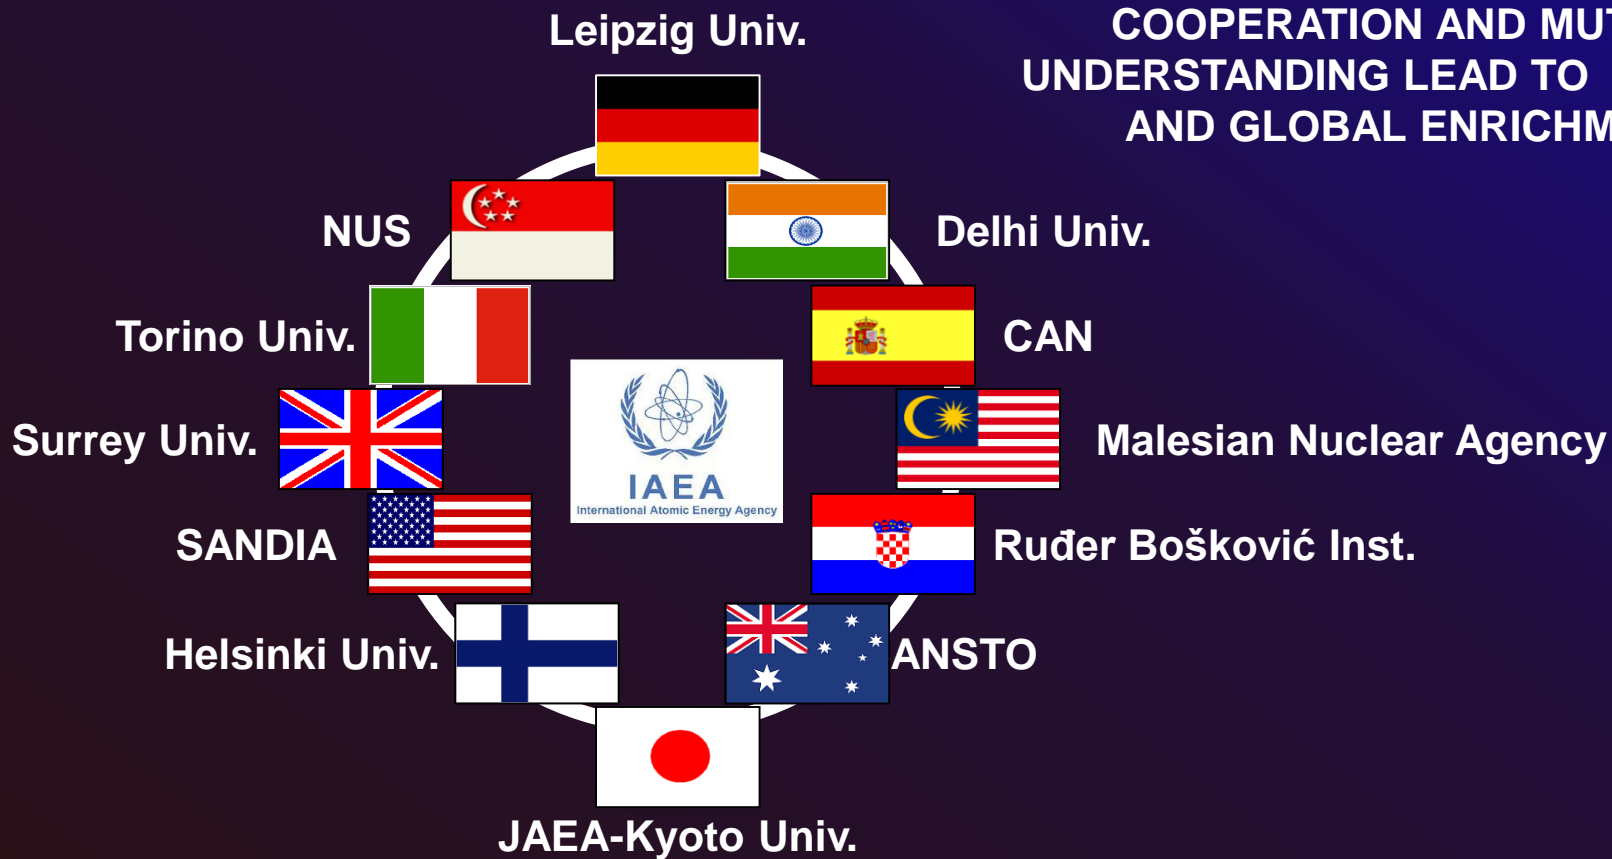 Leipzig Univ.
COOPERATION AND MUT
UNDERSTANDING LEAD TO
AND GLOBAL ENRICHM
NUS
Delhi Univ.
Torino Univ.
CAN
Surrey Univ.
IAEA
International Atomic Energy Agency
Malesian Nuclear Agency
SANDIA
Ruđer Bošković Inst.
Helsinki Univ.
ANSTO
JAEA-Kyoto Univ.